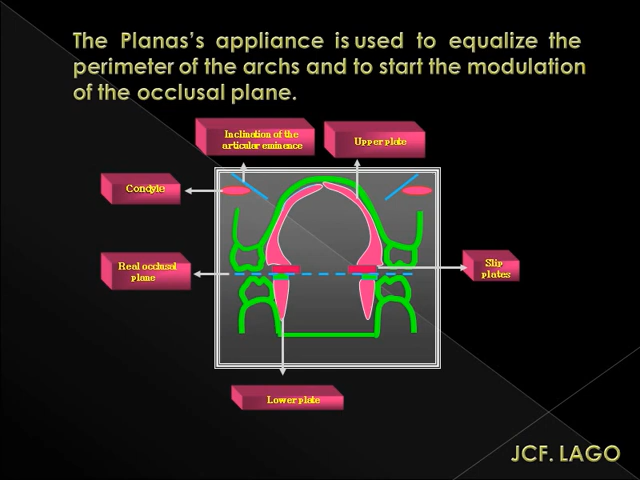 The Planas's appliance is used to equalize the
perimeter of the archs and to start the modulation
of the occlusal plane.
Inclination of the
articular eminence
Upper plate
Condyle
Real occlusal
plane
Slip
plates
Lower plate
JCF. LAGO